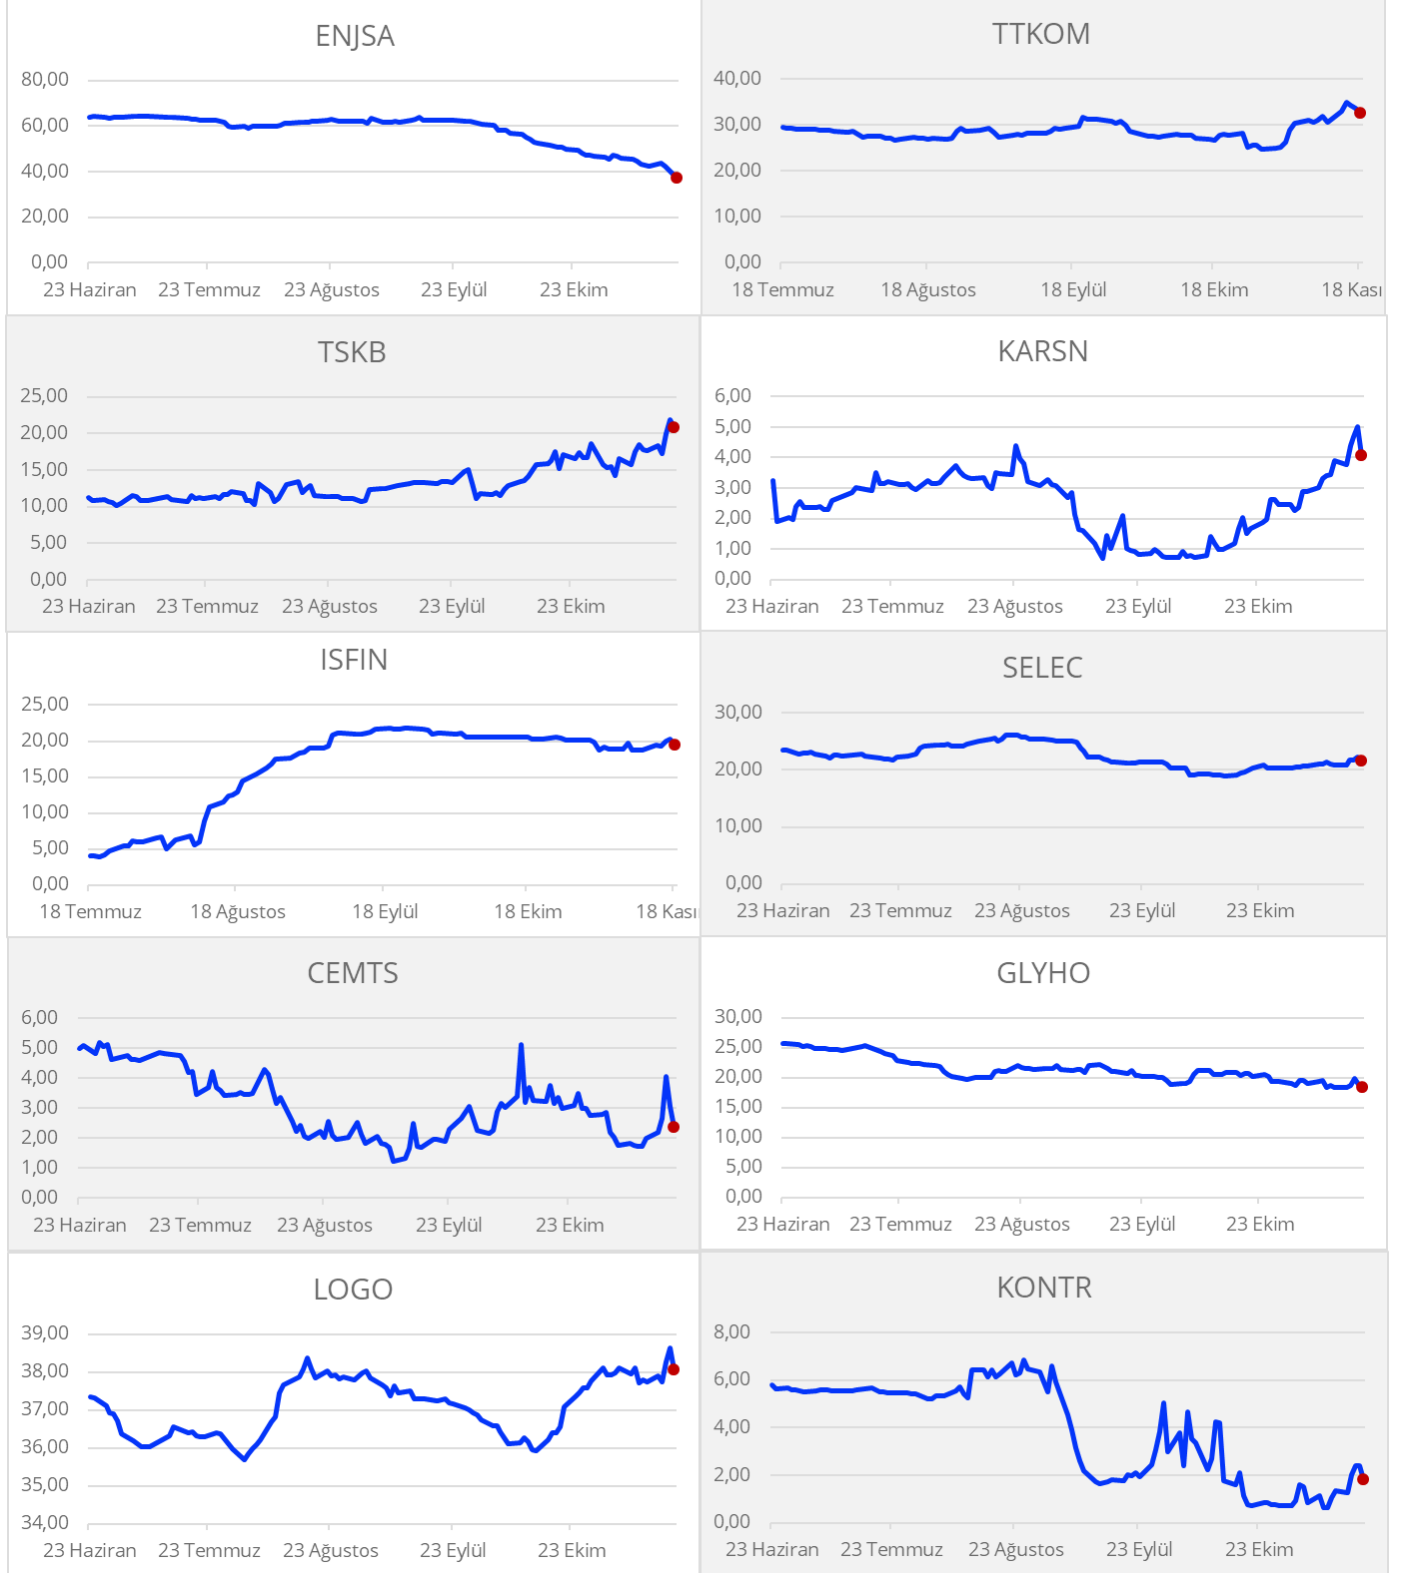 ENJSA
80,00
60,00
40,00
20,00
0,00
23 Haziran 23 Temmuz 23 Ağustos 23 Eylül 23 Ekim
TTKOM
40,00
30,00
20,00
10,00
0,00
18 Temmuz 18 Ağustos 18 Eylül 18 Ekim 18 Kası
TSKB
25,00
20,00
15,00
10,00
5,00
0,00
23 Haziran 23 Temmuz 23 Ağustos 23 Eylül 23 Ekim
KARSN
6,00
5,00
4,00
3,00
2,00
1,00
0,00
23 Haziran 23 Temmuz 23 Ağustos 23 Eylül 23 Ekim
ISFIN
25,00
20,00
15,00
10,00
5,00
0,00
18 Temmuz 18 Ağustos 18 Eylül 18 Ekim 18 Kası
SELEC
30,00
20,00
10,00
0,00
23 Haziran 23 Temmuz 23 Ağustos 23 Eylül 23 Ekim
CEMTS
6,00
5,00
4,00
3,00
2,00
1,00
0,00
23 Haziran 23 Temmuz 23 Ağustos 23 Eylül 23 Ekim
GLYHO
30,00
25,00
20,00
15,00
10,00
5,00
0,00
23 Haziran 23 Temmuz 23 Ağustos 23 Eylül 23 Ekim
LOGO
39,00
38,00
37,00
36,00
35,00
34,00
23 Haziran 23 Temmuz 23 Ağustos 23 Eylül 23 Ekim
KONTR
8,00
6,00
4,00
2,00
0,00
23 Haziran 23 Temmuz 23 Ağustos 23 Eylül 23 Ekim